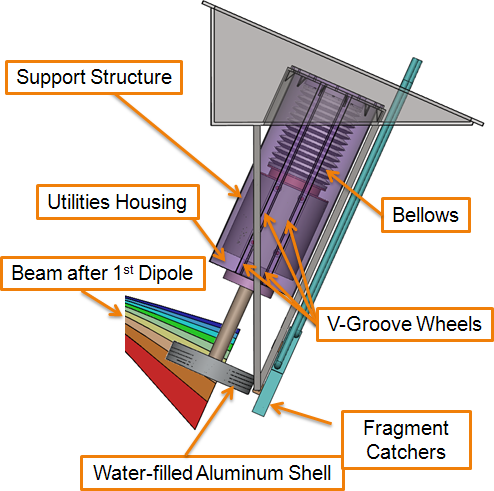 Support Structure
Utilities Housing
Bellows
Beam after 1st Dipole
V-Groove Wheels
Fragment
Catchers
Water-filled Aluminum Shell